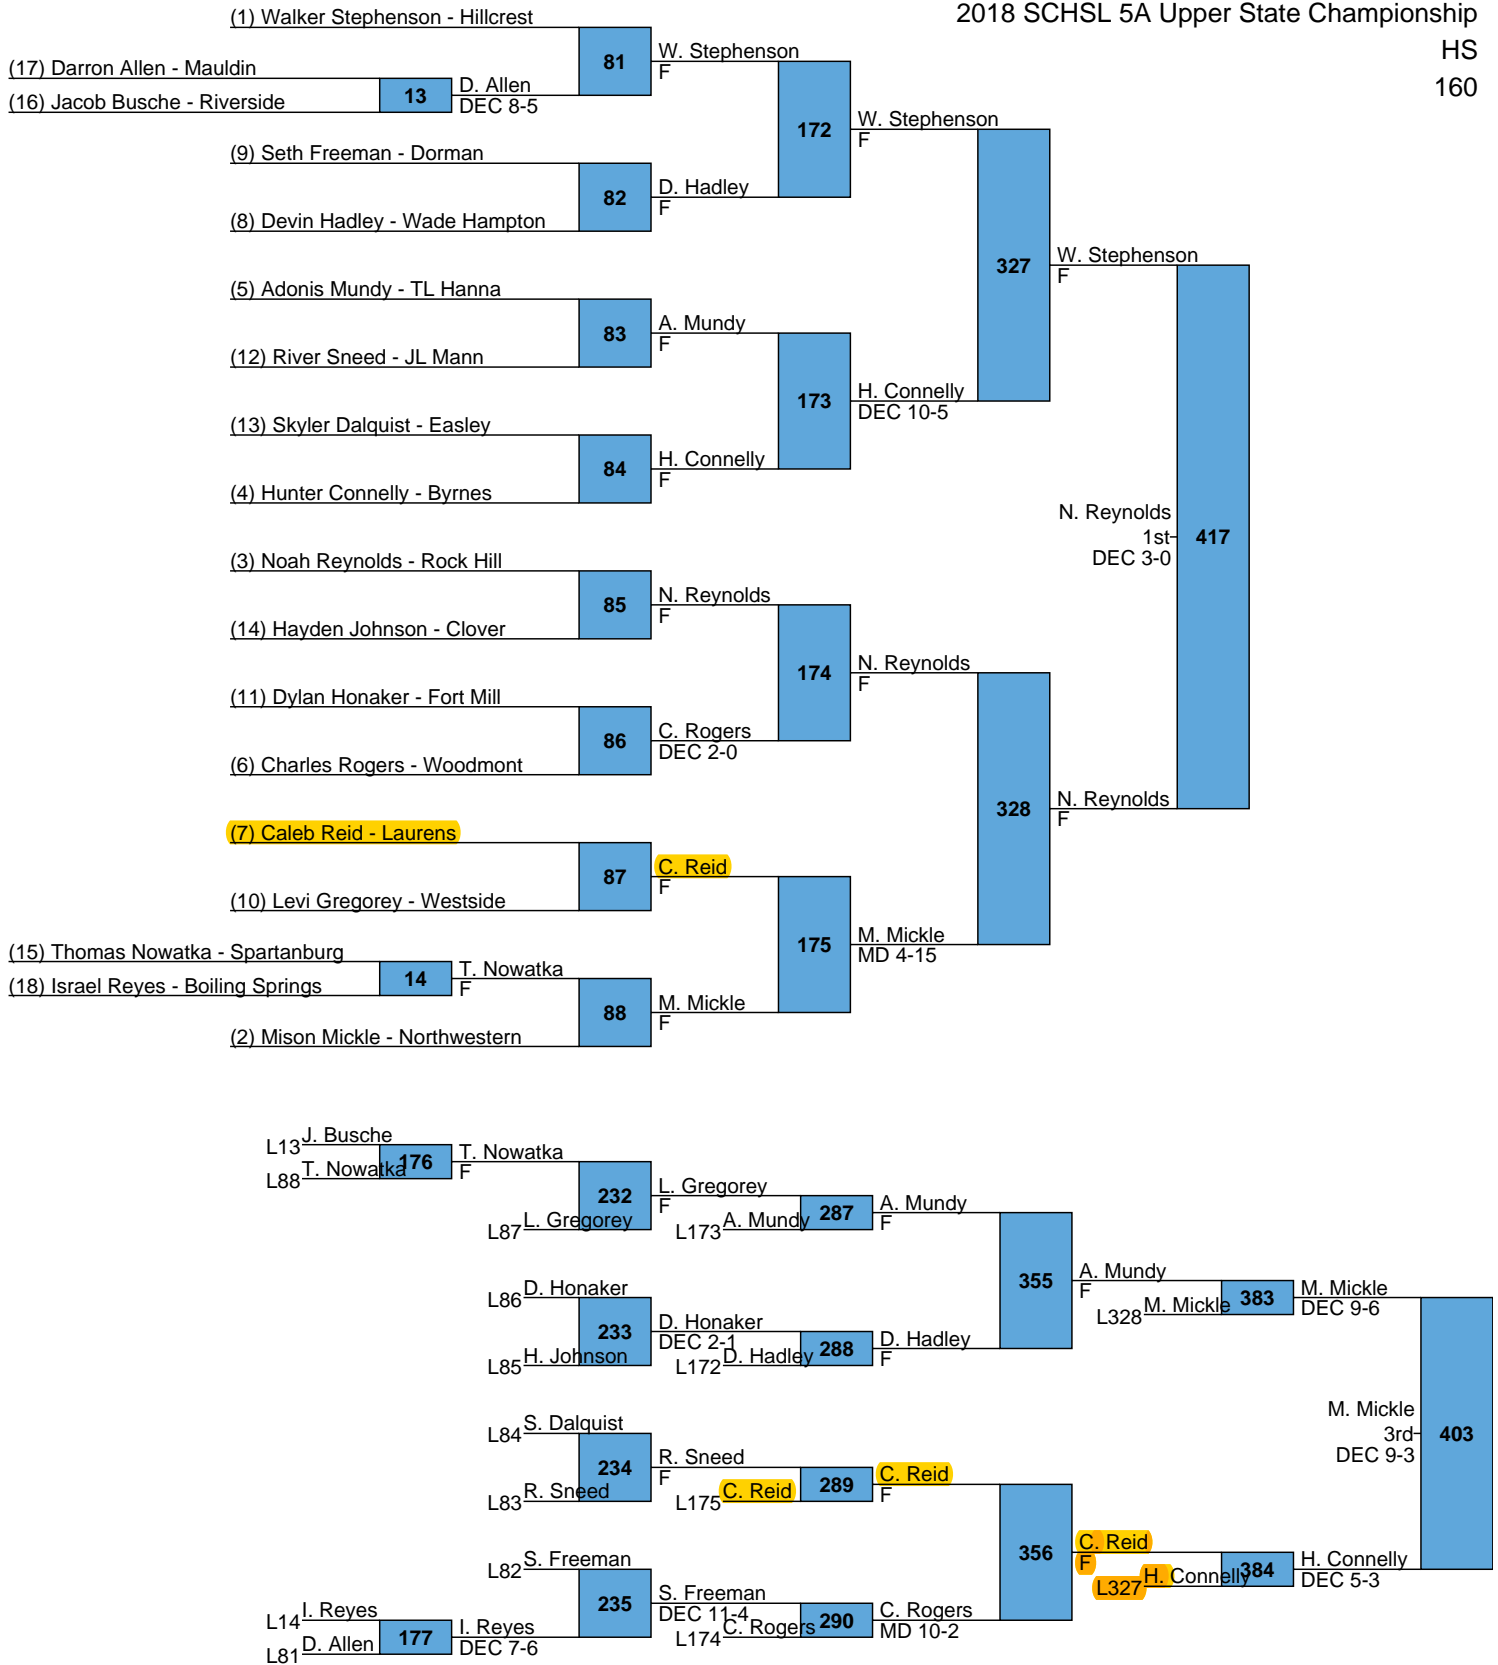 2018 SCHSL 5A Upper State Championship
HS
160
(1) Walker Stephenson - Hillcrest
(17) Darron Allen - Mauldin
(16) Jacob Busche - Riverside
13
D. Allen
DEC 8-5
81
W. Stephenson
F
(9) Seth Freeman - Dorman
(8) Devin Hadley - Wade Hampton
82
D. Hadley
F
172
W. Stephenson
F
(5) Adonis Mundy - TL Hanna
(12) River Sneed - JL Mann
83
A. Mundy
F
(13) Skyler Dalquist - Easley
(4) Hunter Connelly - Byrnes
84
H. Connelly
F
173
H. Connelly
DEC 10-5
327
W. Stephenson
F
(3) Noah Reynolds - Rock Hill
(14) Hayden Johnson - Clover
85
N. Reynolds
F
(11) Dylan Honaker - Fort Mill
(6) Charles Rogers - Woodmont
86
C. Rogers
DEC 2-0
174
N. Reynolds
F
(7) Caleb Reid - Laurens
(10) Levi Gregorey - Westside
87
C. Reid
F
(15) Thomas Nowatka - Spartanburg
(18) Israel Reyes - Boiling Springs
14
T. Nowatka
F
(2) Mison Mickle - Northwestern
88
M. Mickle
F
175
M. Mickle
MD 4-15
328
N. Reynolds
F
N. Reynolds
1st
DEC 3-0
417
L13 J. Busche
L88 T. Nowatka
176
T. Nowatka
F
L87 L. Gregorey
232
L. Gregorey
F
L173 A. Mundy
287
A. Mundy
F
L86 D. Honaker
L85 H. Johnson
233
D. Honaker
DEC 2-1
L172 D. Hadley
288
D. Hadley
F
355
A. Mundy
F
L328 M. Mickle
383
M. Mickle
DEC 9-6
L84 S. Dalquist
L83 R. Sneed
234
R. Sneed
F
L175 C. Reid
289
C. Reid
F
L82 S. Freeman
L14 I. Reyes
L81 D. Allen
177
I. Reyes
DEC 7-6
235
S. Freeman
DEC 11-4
L174 C. Rogers
290
C. Rogers
MD 10-2
356
C. Reid
F
L327 H. Connelly
384
H. Connelly
DEC 5-3
M. Mickle
3rd
DEC 9-3
403